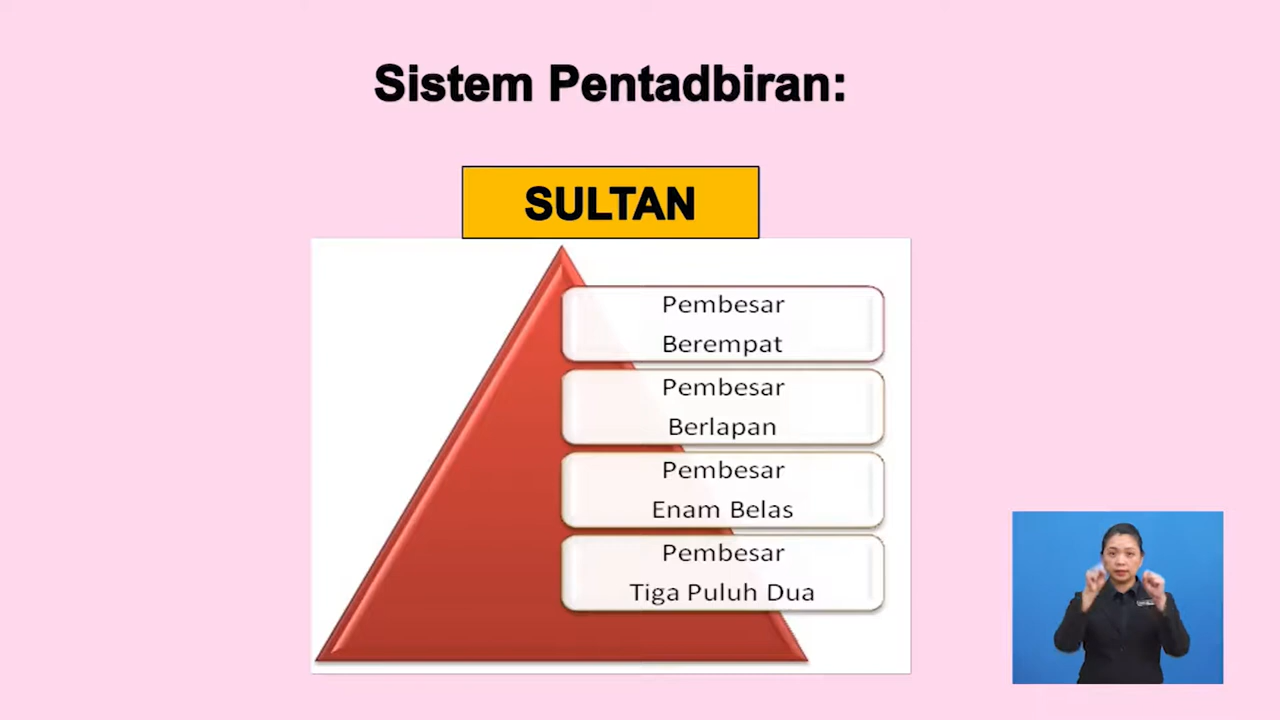 Sistem Pentadbiran:
SULTAN
Pembesar
Berempat
Pembesar
Berlapan
Pembesar
Enam Belas
Pembesar
Tiga Puluh Dua